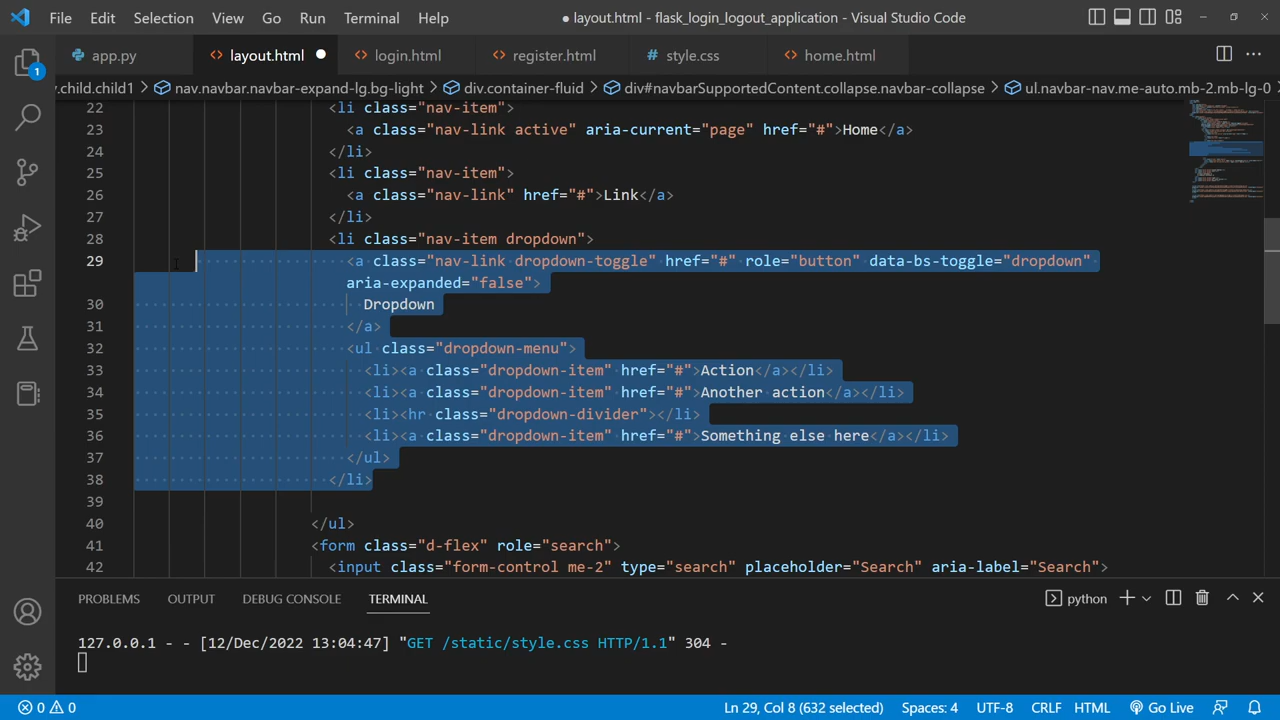 File Edit Selection View Go Run Terminal Help ● layout.html - flask_login_logout_application - Visual Studio Code
app.py <> layout.html ● <> login.html <> register.html # style.css <> home.html ···
1
.child.child1 > nav.navbar.navbar-expand-lg.bg-light > div.container-fluid > div#navbarSupportedContent.collapse.navbar-collapse > ul.navbar-nav.me-auto.mb-2.mb-lg-0
22 <li class="nav-item">
23 <a class="nav-link active" aria-current="page" href="#">Home</a>
24 </li>
25 <li class="nav-item">
26 <a class="nav-link" href="#">Link</a>
27 </li>
28 <li class="nav-item dropdown">
29 <a class="nav-link dropdown-toggle" href="#" role="button" data-bs-toggle="dropdown"
aria-expanded="false">
30 Dropdown
31 </a>
32 <ul class="dropdown-menu">
33 <li><a class="dropdown-item" href="#">Action</a></li>
34 <li><a class="dropdown-item" href="#">Another action</a></li>
35 <li><hr class="dropdown-divider"></li>
36 <li><a class="dropdown-item" href="#">Something else here</a></li>
37 </ul>
38 </li>
39
40 </ul>
41 <form class="d-flex" role="search">
42 <input class="form-control me-2" type="search" placeholder="Search" aria-label="Search">
PROBLEMS OUTPUT DEBUG CONSOLE TERMINAL python
127.0.0.1 - - [12/Dec/2022 13:04:47] "GET /static/style.css HTTP/1.1" 304 -
0 0 Ln 29, Col 8 (632 selected) Spaces: 4 UTF-8 CRLF HTML Go Live